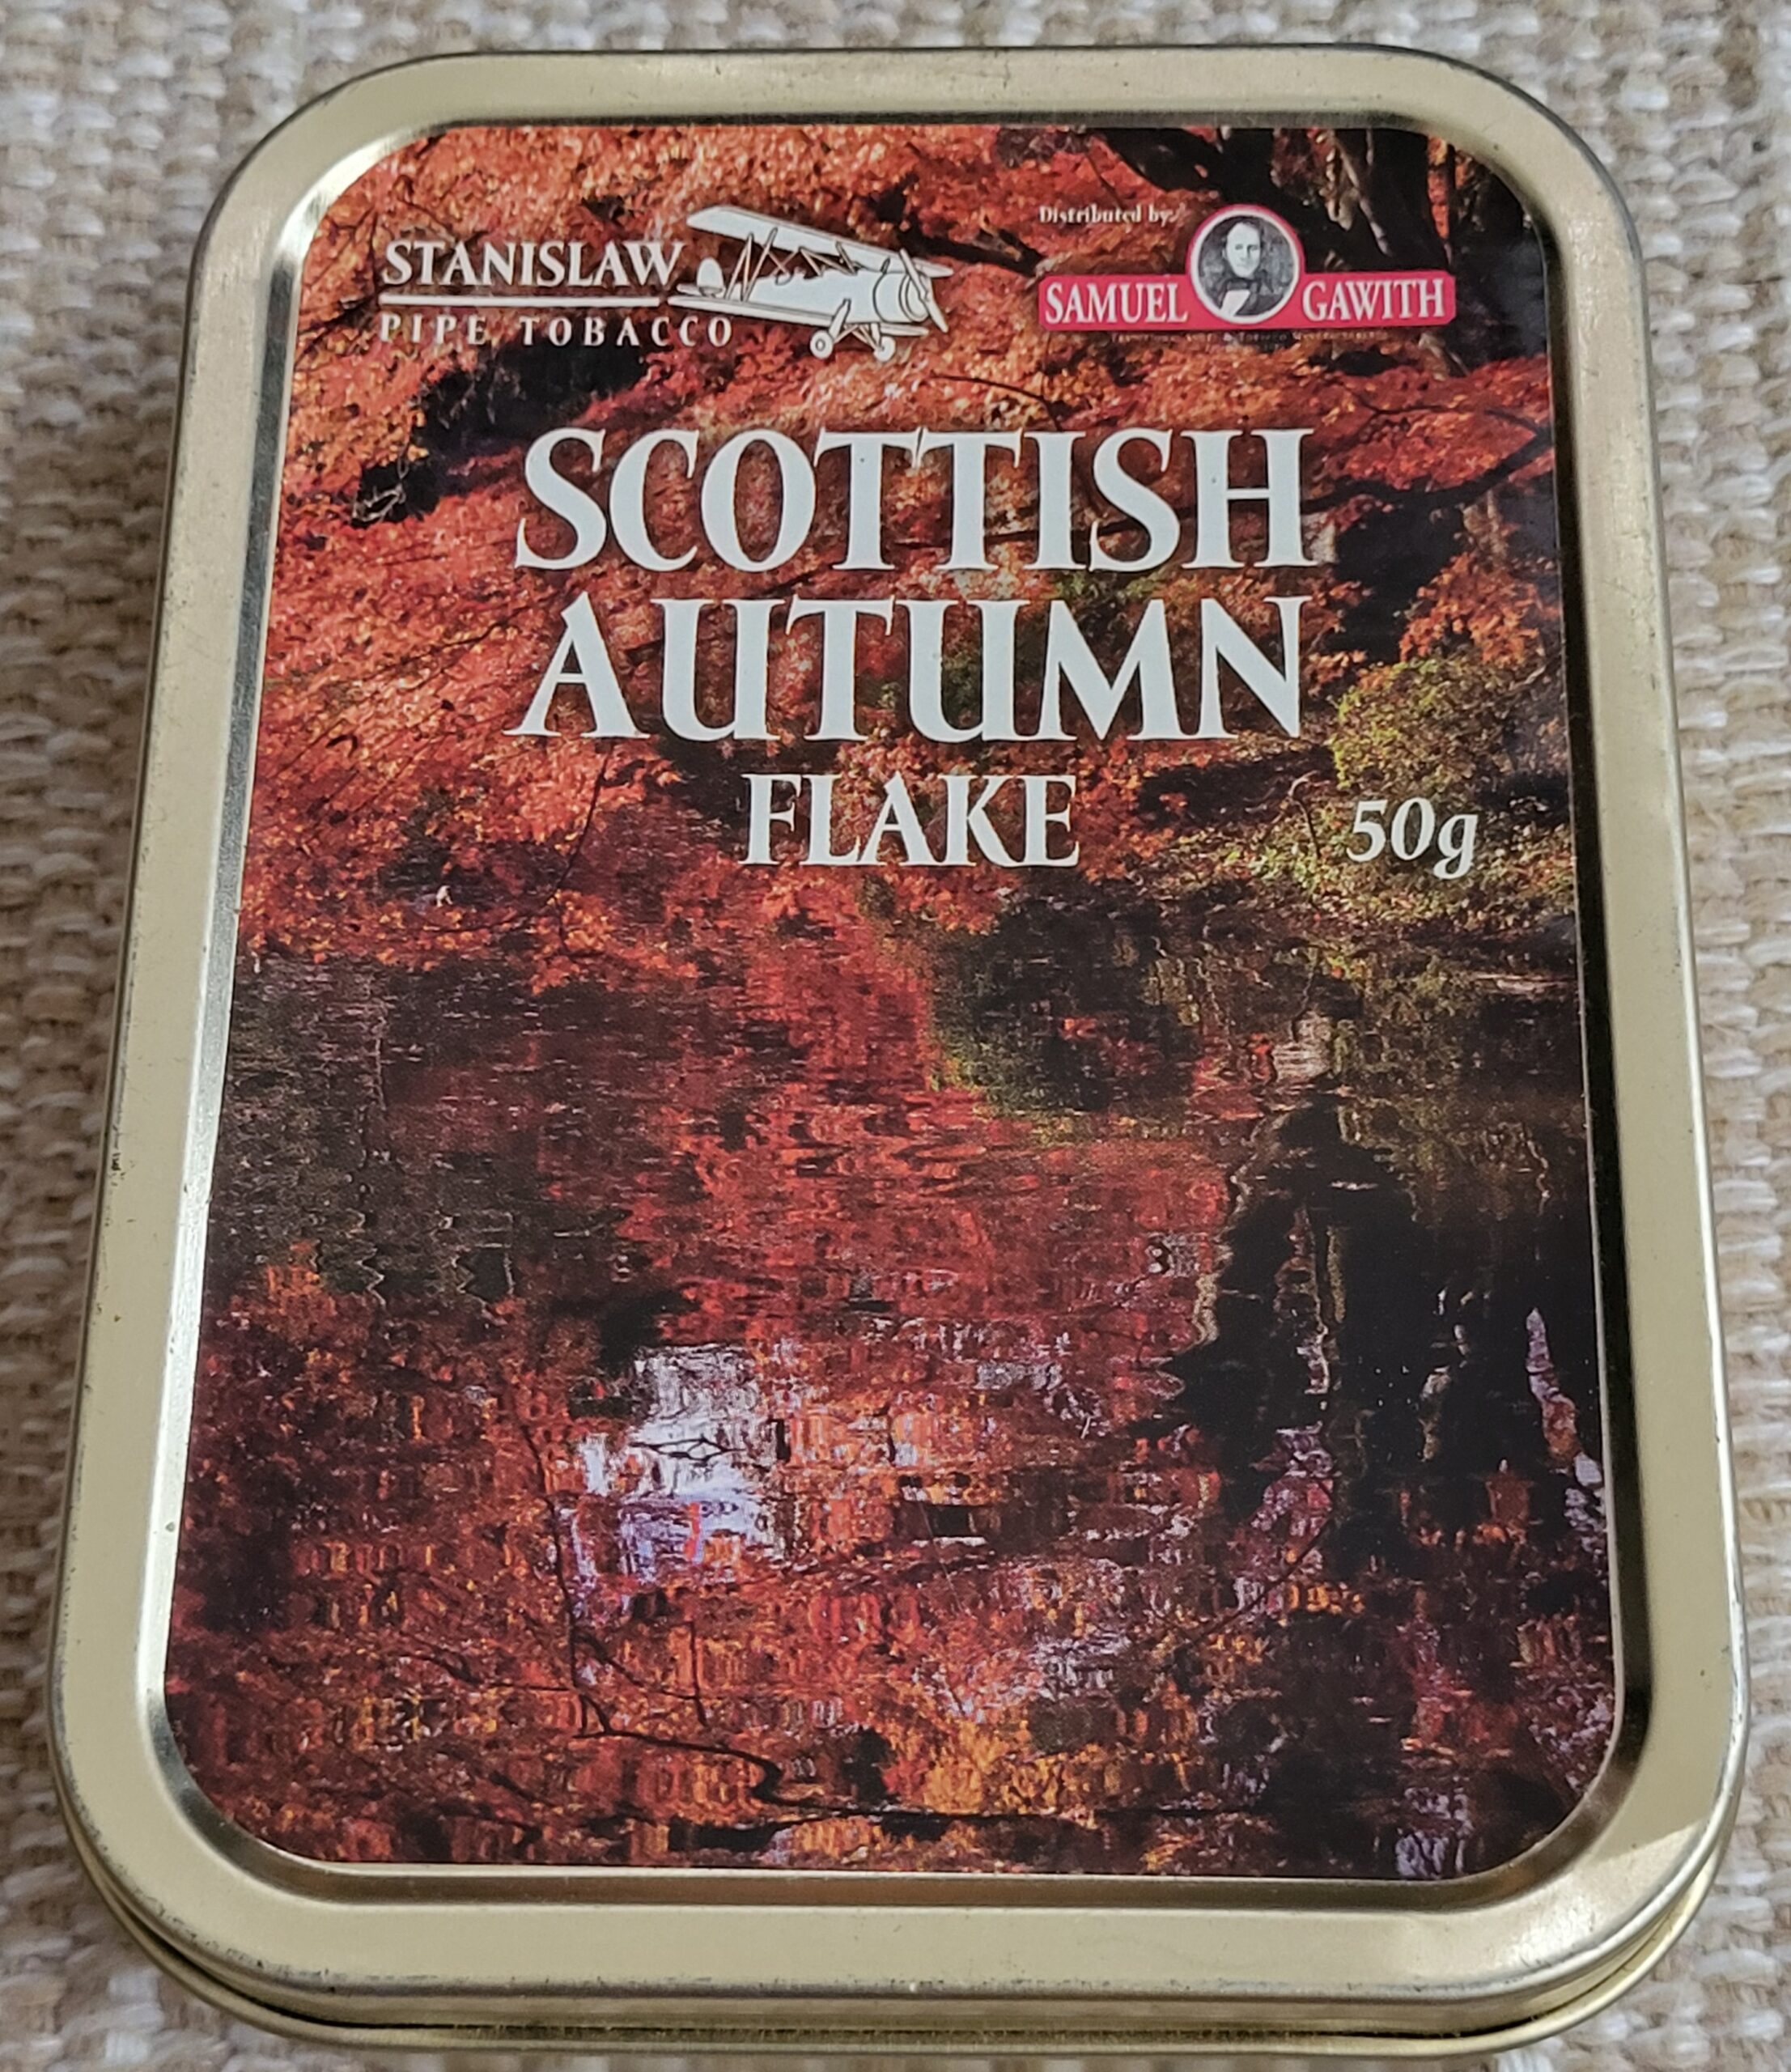 STANISLAW
PIPE TOBACCO
Distributed by:
SAMUEL GAWITH
SCOTTISH
AUTUMN
FLAKE
50g